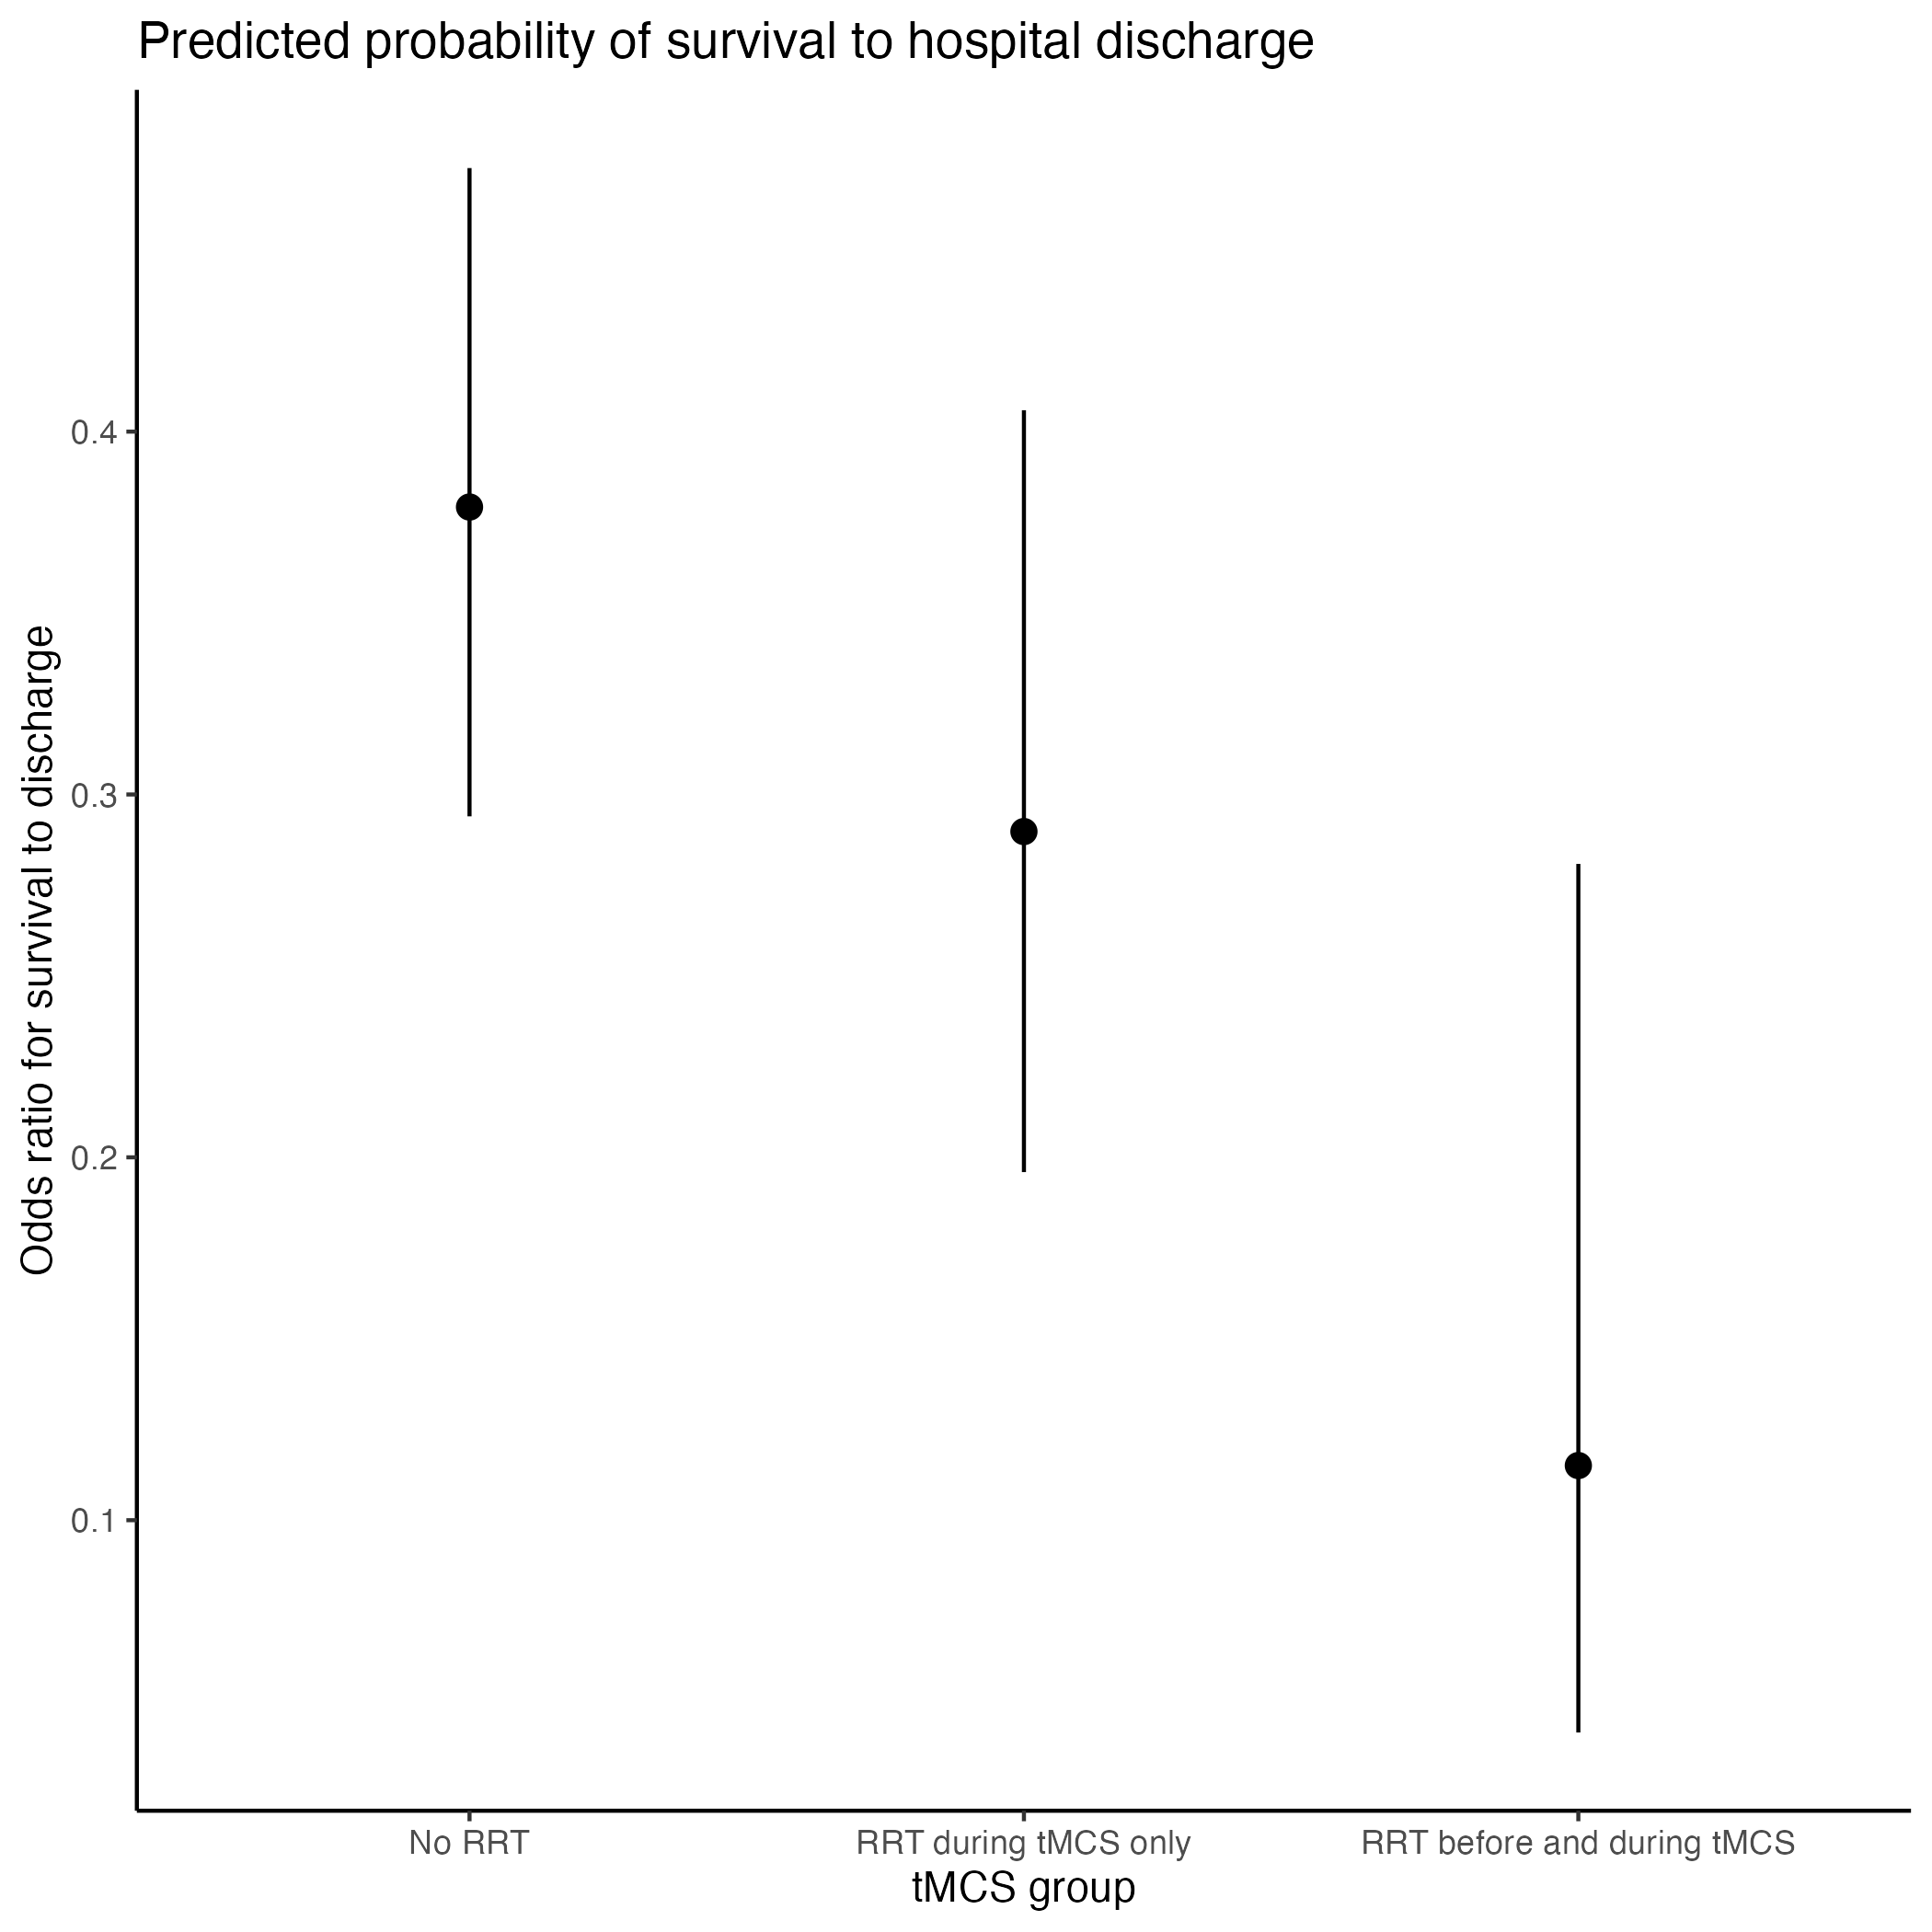 Predicted probability of survival to hospital discharge
Odds ratio for survival to discharge
0.4
0.3
0.2
0.1
No RRT
RRT during tMCS only
RRT before and during tMCS
tMCS group